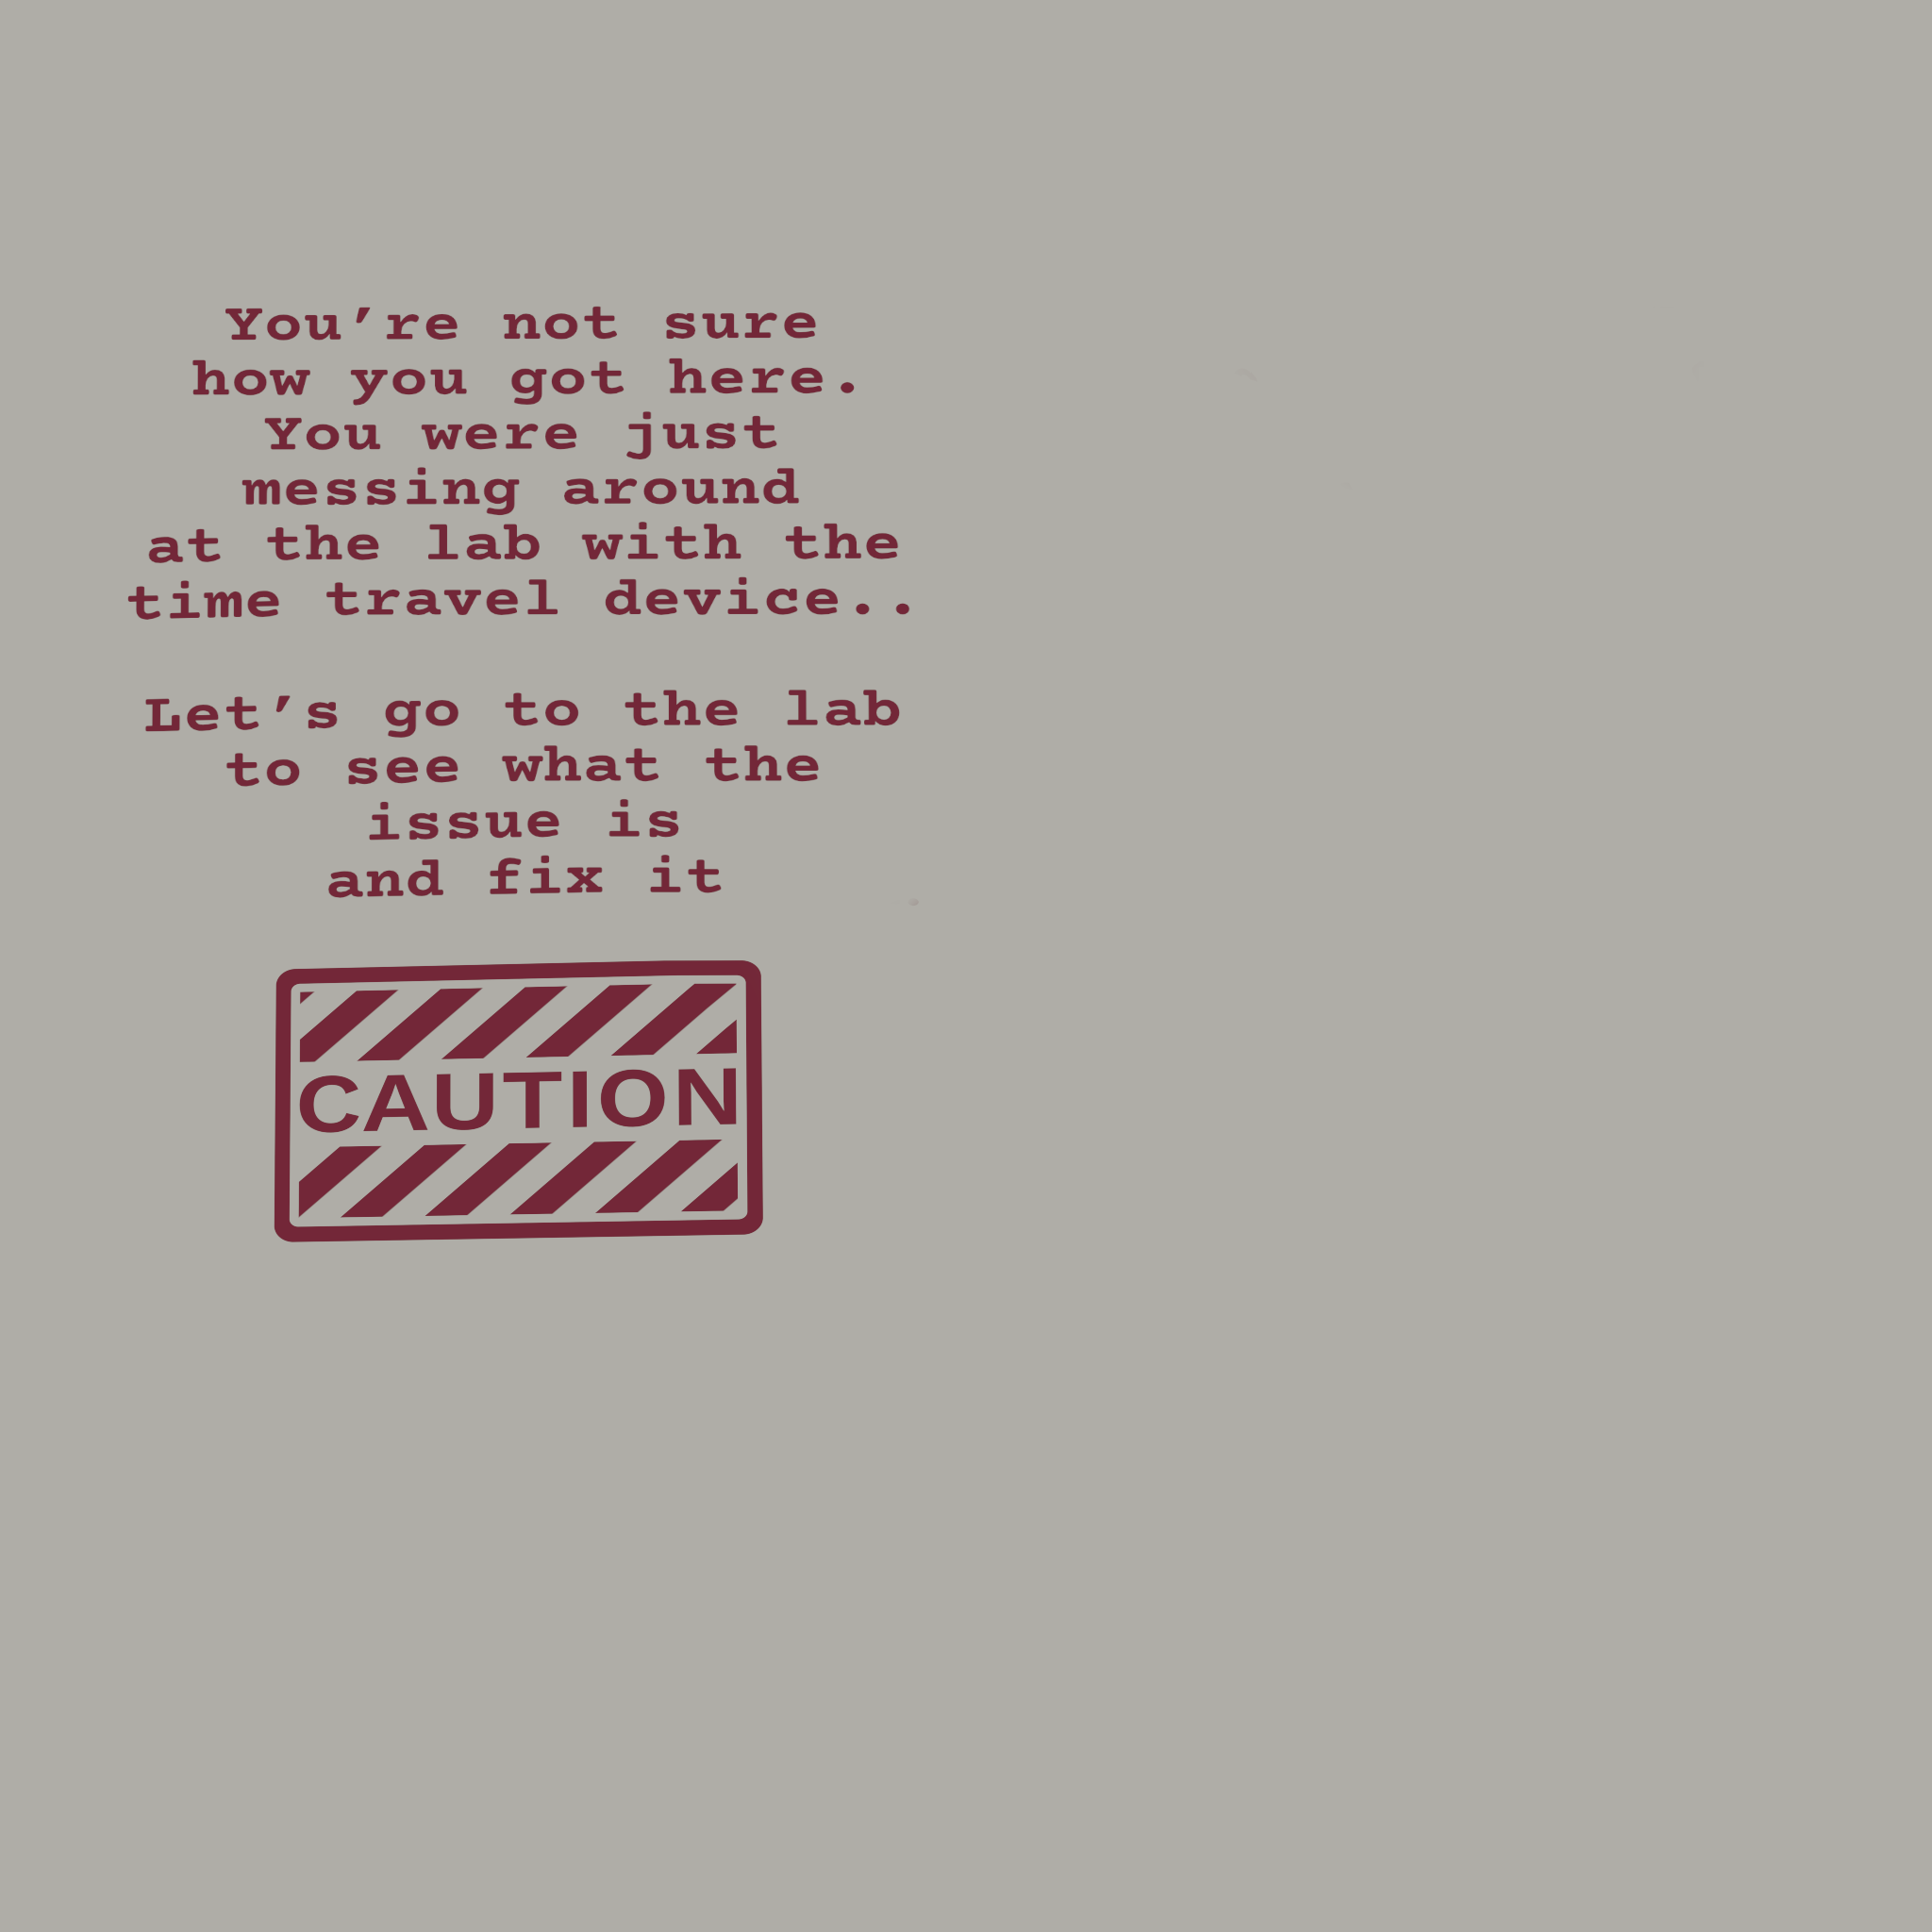 You’re not sure
how you got here.
You were just
messing around
at the lab with the
time travel device..
Let’s go to the lab
to see what the
issue is
and fix it
CAUTION